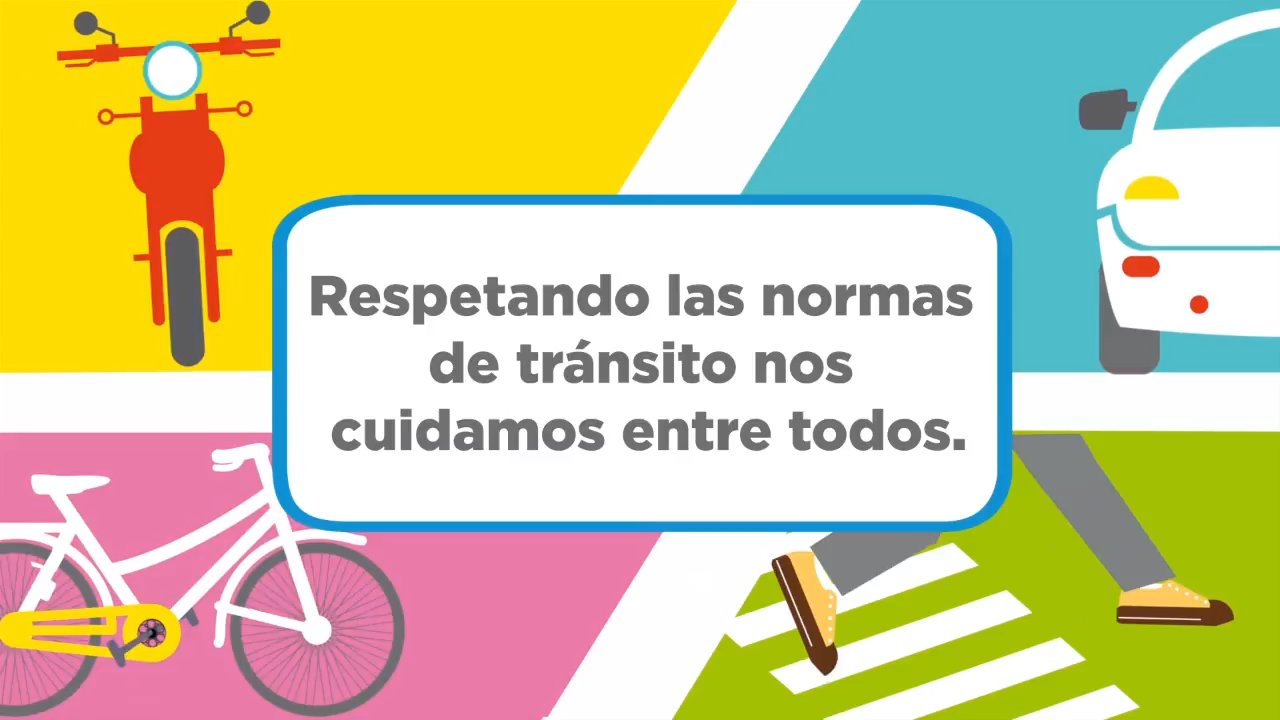 Respetando las normas
de tránsito nos
cuidamos entre todos.